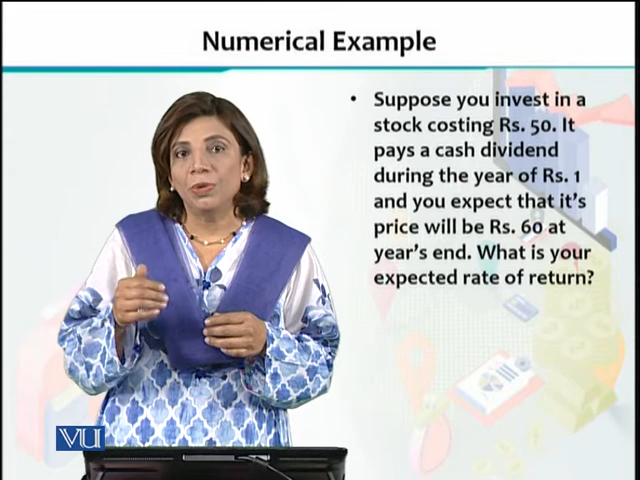 Numerical Example
• Suppose you invest in a
stock costing Rs. 50. It
pays a cash dividend
during the year of Rs. 1
and you expect that it's
price will be Rs. 60 at
year's end. What is your
expected rate of return?
VU